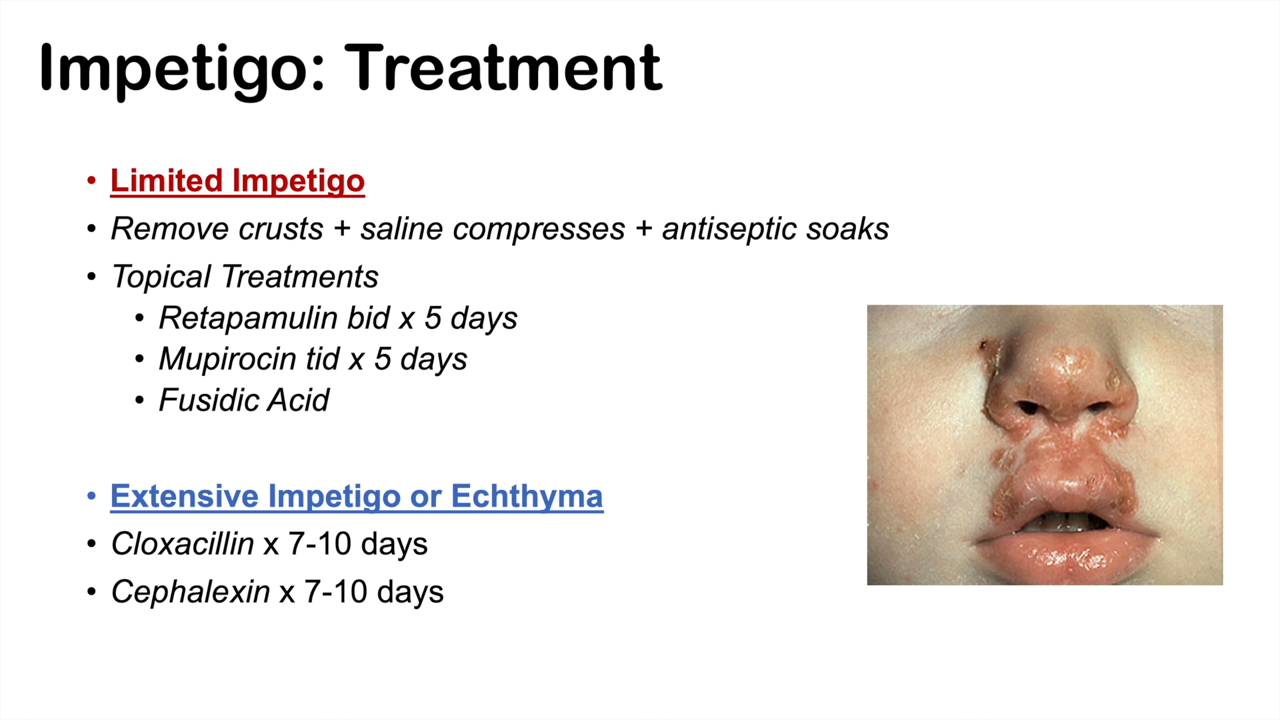 Impetigo: Treatment
• Limited Impetigo
• Remove crusts + saline compresses + antiseptic soaks
• Topical Treatments
• Retapamulin bid x 5 days
• Mupirocin tid x 5 days
• Fusidic Acid
• Extensive Impetigo or Echthyma
• Cloxacillin x 7-10 days
• Cephalexin x 7-10 days